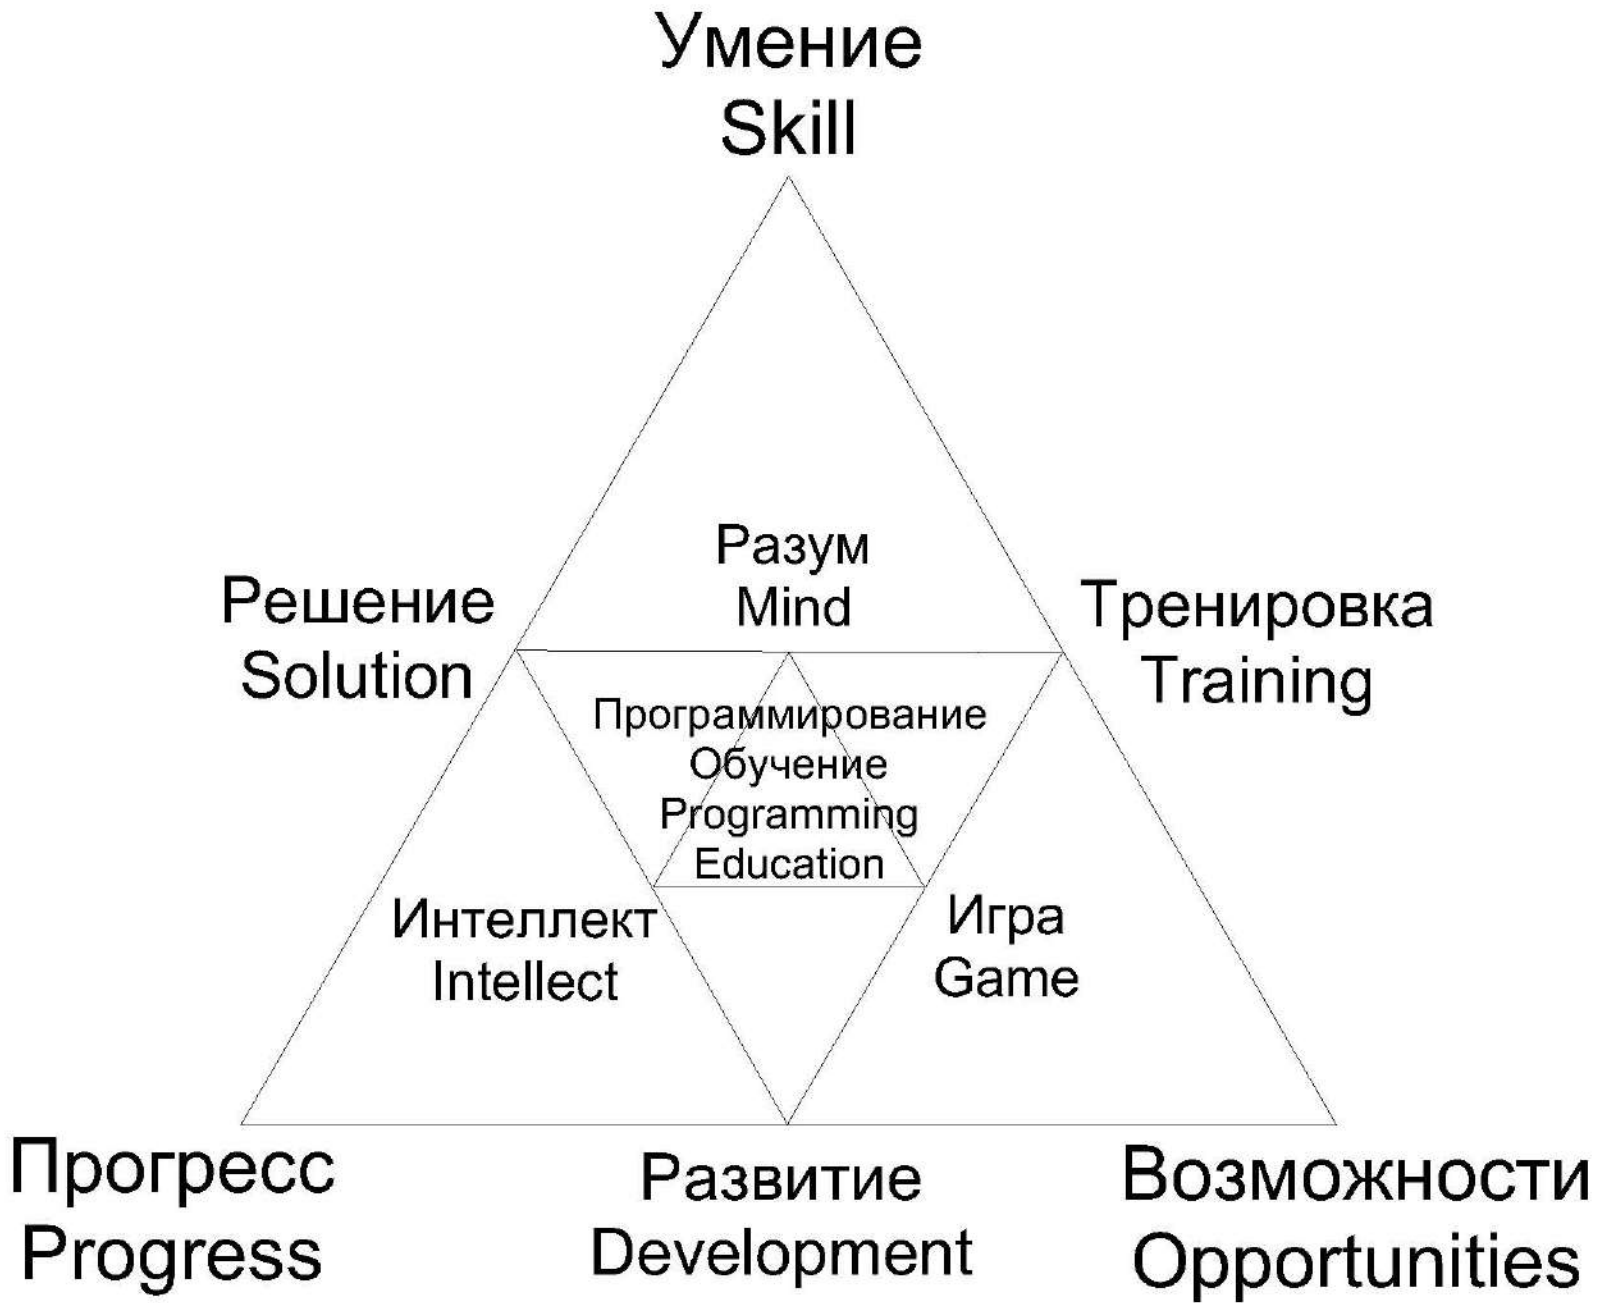 Умение
Skill
Разум
Mind
Решение
Solution
Тренировка
Training
Программирование
Обучение
Programming
Education
Интеллект
Intellect
Игра
Game
Прогресс
Progress
Развитие
Development
Возможности
Opportunities